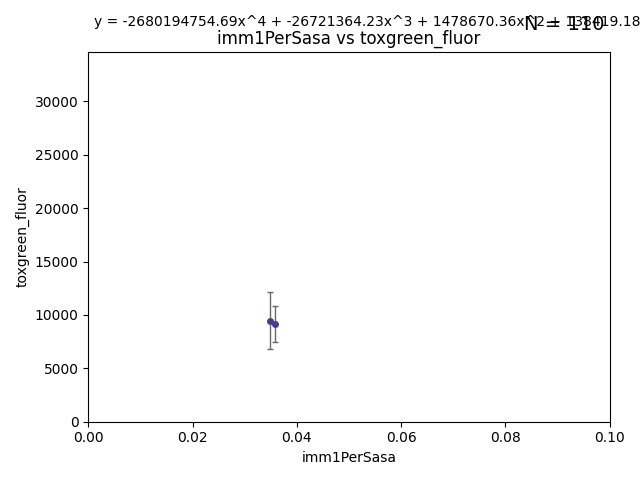 y = -2680194754.69x^4 + -26721364.23x^3 + 1478670.36x^2 + 138419.18
N = 110
imm1PerSasa vs toxgreen_fluor
30000
25000
20000
15000
10000
5000
0
toxgreen_fluor
0.00 0.02 0.04 0.06 0.08 0.10
imm1PerSasa